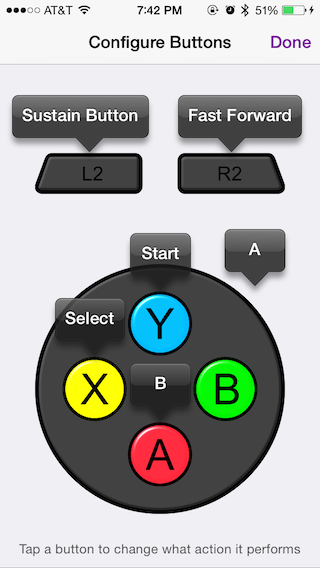 AT&T 7:42 PM 51%
Configure Buttons Done
Sustain Button Fast Forward
L2 R2
Start A
Select Y
X B B
A
Tap a button to change what action it performs